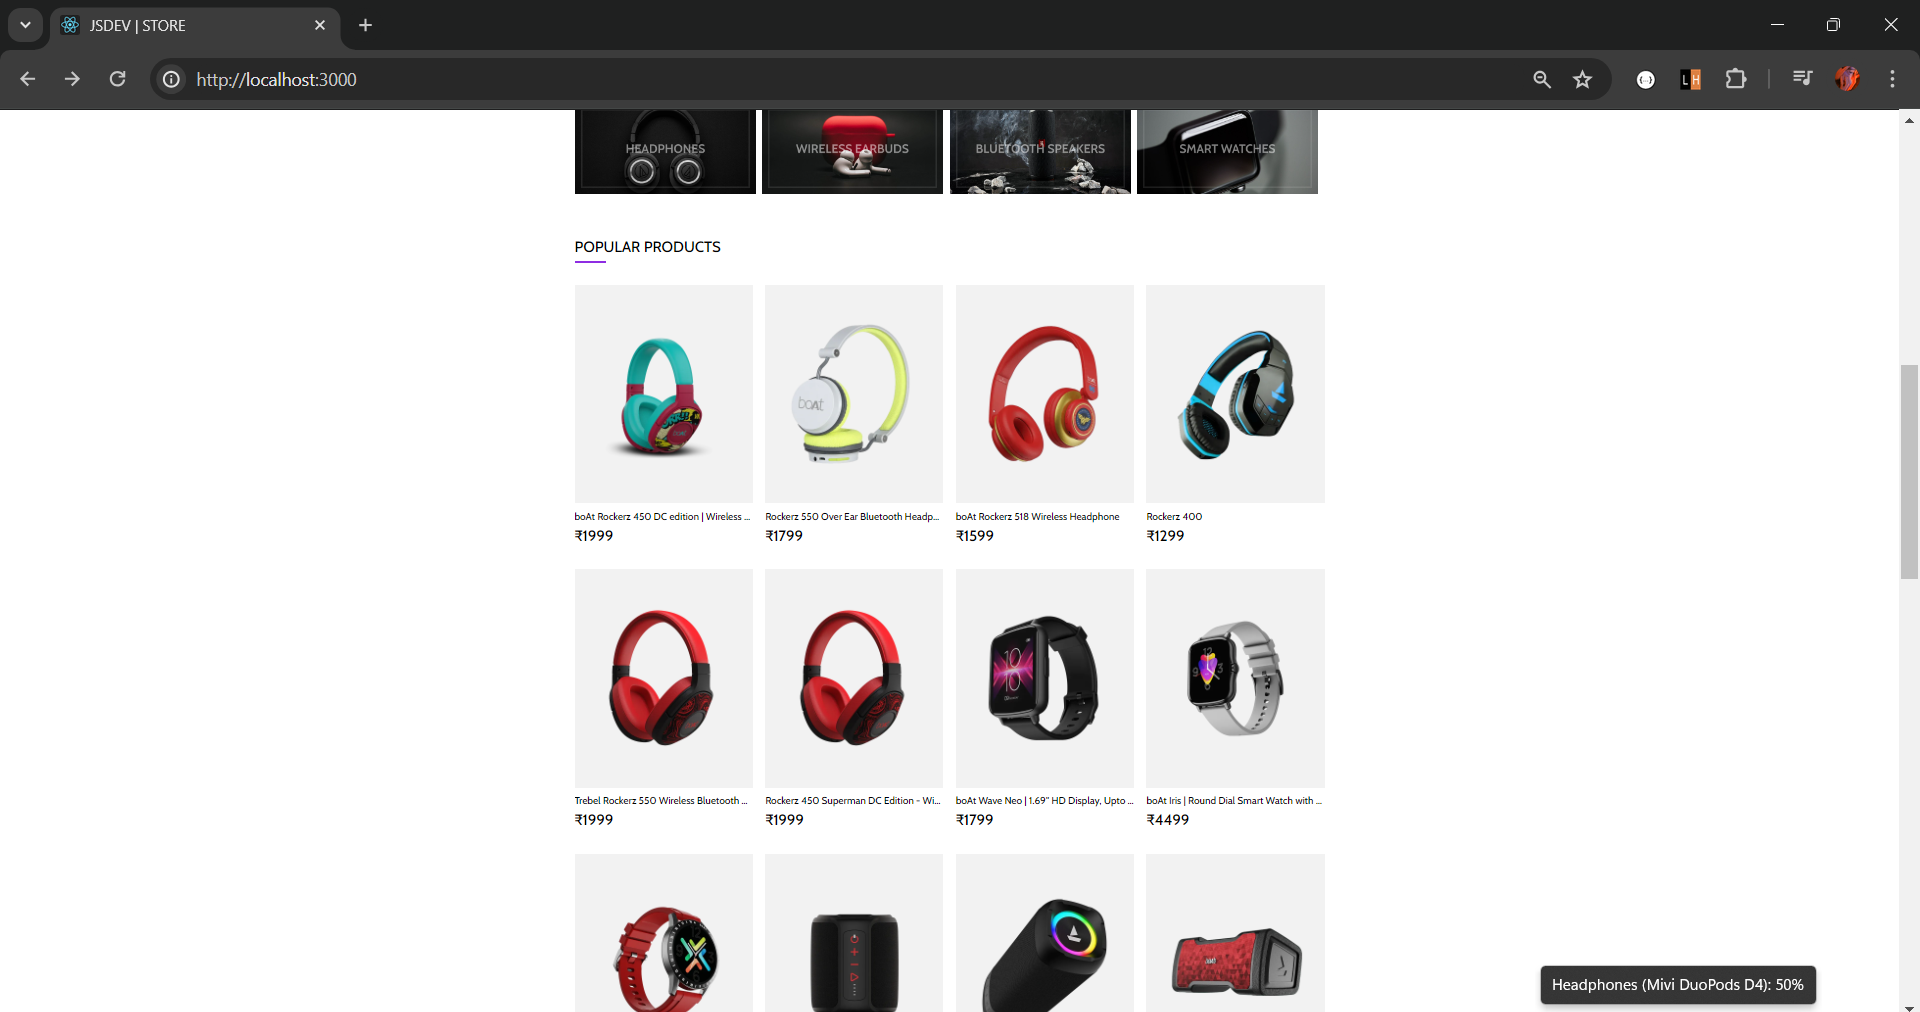 JSDEV | STORE
http://localhost:3000
L H
HEADPHONES
WIRELESS EARBUDS
BLUETOOTH SPEAKERS
SMART WATCHES
POPULAR PRODUCTS
boAt
boAt Rockerz 450 DC edition | Wireless ...
Rockerz 550 Over Ear Bluetooth Headp...
boAt Rockerz 518 Wireless Headphone
Rockerz 400
₹1999
₹1799
₹1599
₹1299
Trebel Rockerz 550 Wireless Bluetooth ...
Rockerz 450 Superman DC Edition - Wi...
boAt Wave Neo | 1.69" HD Display, Upto ...
boAt Iris | Round Dial Smart Watch with ...
₹1999
₹1999
₹1799
₹4499
Headphones (Mivi DuoPods D4): 50%